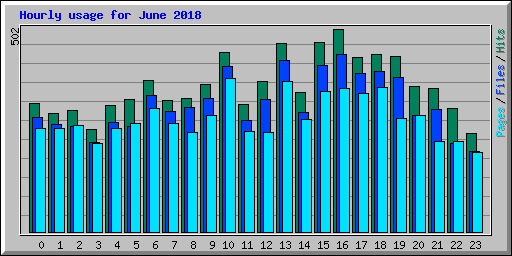 Hourly usage for June 2018
502
Pages / Files / Hits
0 1 2 3 4 5 6 7 8 9 10 11 12 13 14 15 16 17 18 19 20 21 22 23